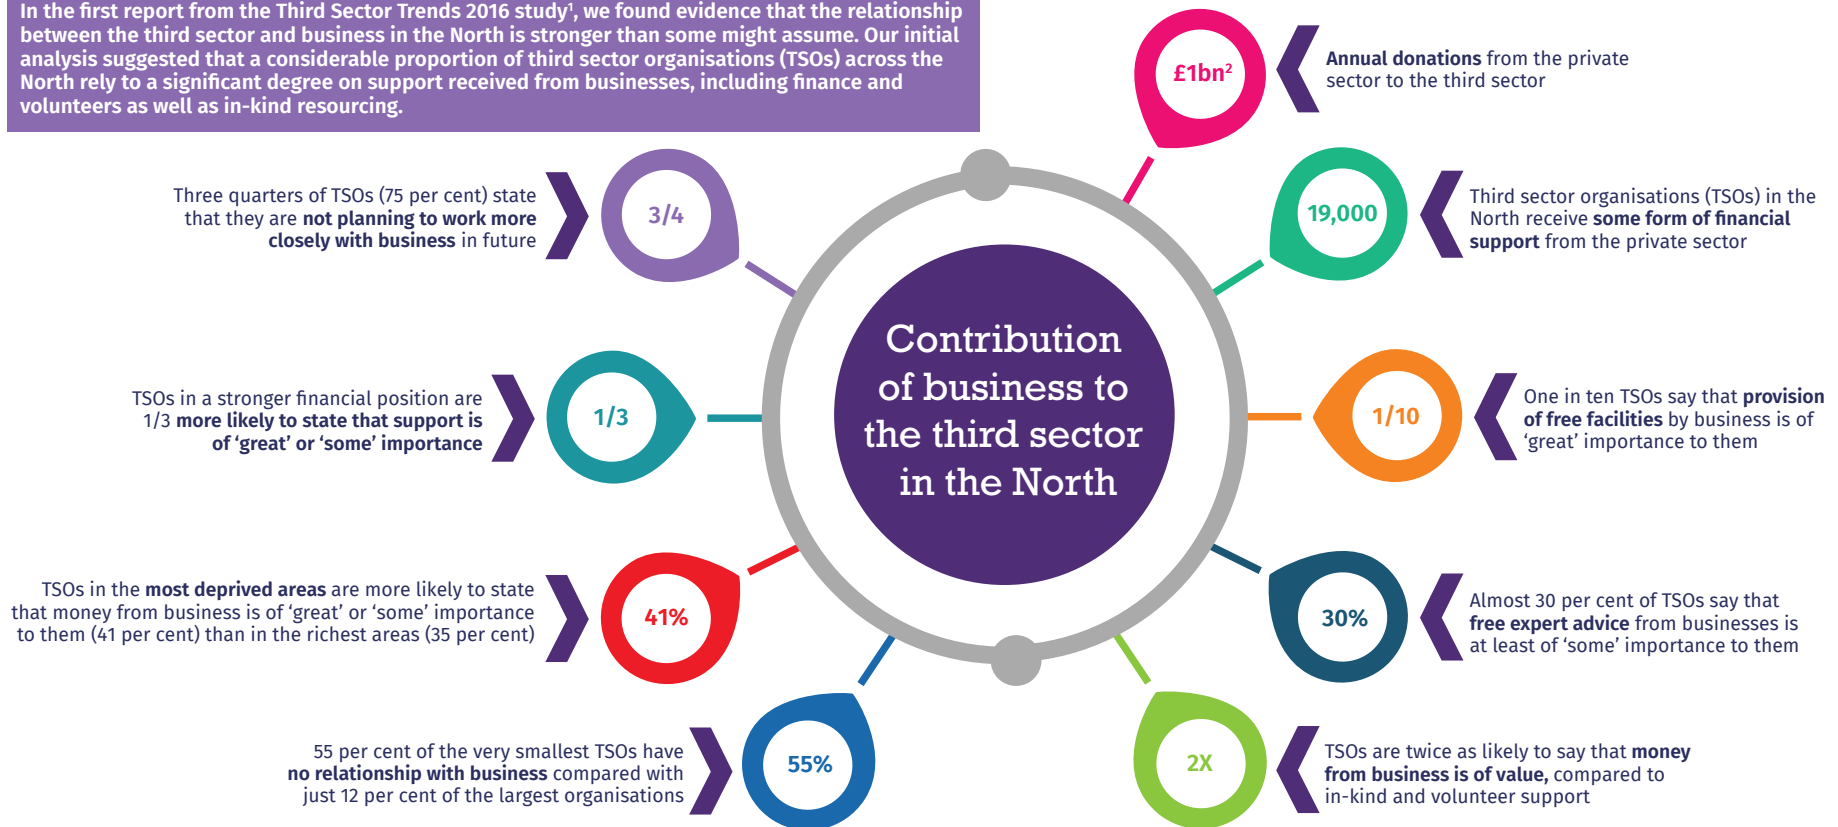 In the first report from the Third Sector Trends 2016 study¹, we found evidence that the relationship
between the third sector and business in the North is stronger than some might assume. Our initial
analysis suggested that a considerable proportion of third sector organisations (TSOs) across the
North rely to a significant degree on support received from businesses, including finance and
volunteers as well as in-kind resourcing.
£1bn²
Annual donations from the private
sector to the third sector
19,000
Third sector organisations (TSOs) in the
North receive some form of financial
support from the private sector
1/10
One in ten TSOs say that provision
of free facilities by business is of
‘great’ importance to them
30%
Almost 30 per cent of TSOs say that
free expert advice from businesses is
at least of ‘some’ importance to them
2X
TSOs are twice as likely to say that money
from business is of value, compared to
in-kind and volunteer support
55 per cent of the very smallest TSOs have
no relationship with business compared with
just 12 per cent of the largest organisations
55%
TSOs in the most deprived areas are more likely to state
that money from business is of ‘great’ or ‘some’ importance
to them (41 per cent) than in the richest areas (35 per cent)
41%
TSOs in a stronger financial position are
1/3 more likely to state that support is
of ‘great’ or ‘some’ importance
1/3
Three quarters of TSOs (75 per cent) state
that they are not planning to work more
closely with business in future
3/4
Contribution
of business to
the third sector
in the North